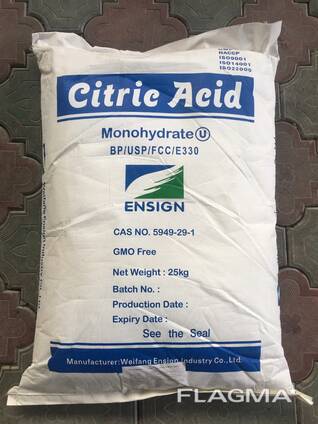 HACCP
ISO9001
ISO14001
ISO22000
Citric Acid
Monohydrate U
BP/USP/FCC/E330
ENSIGN
CAS NO. 5949-29-1
GMO Free
Net Weight : 25kg
Batch No. :
Production Date :
Expiry Date :
See the Seal
Manufacturer:Weifang Ensign Industry Co.,Ltd.
FLAGMA